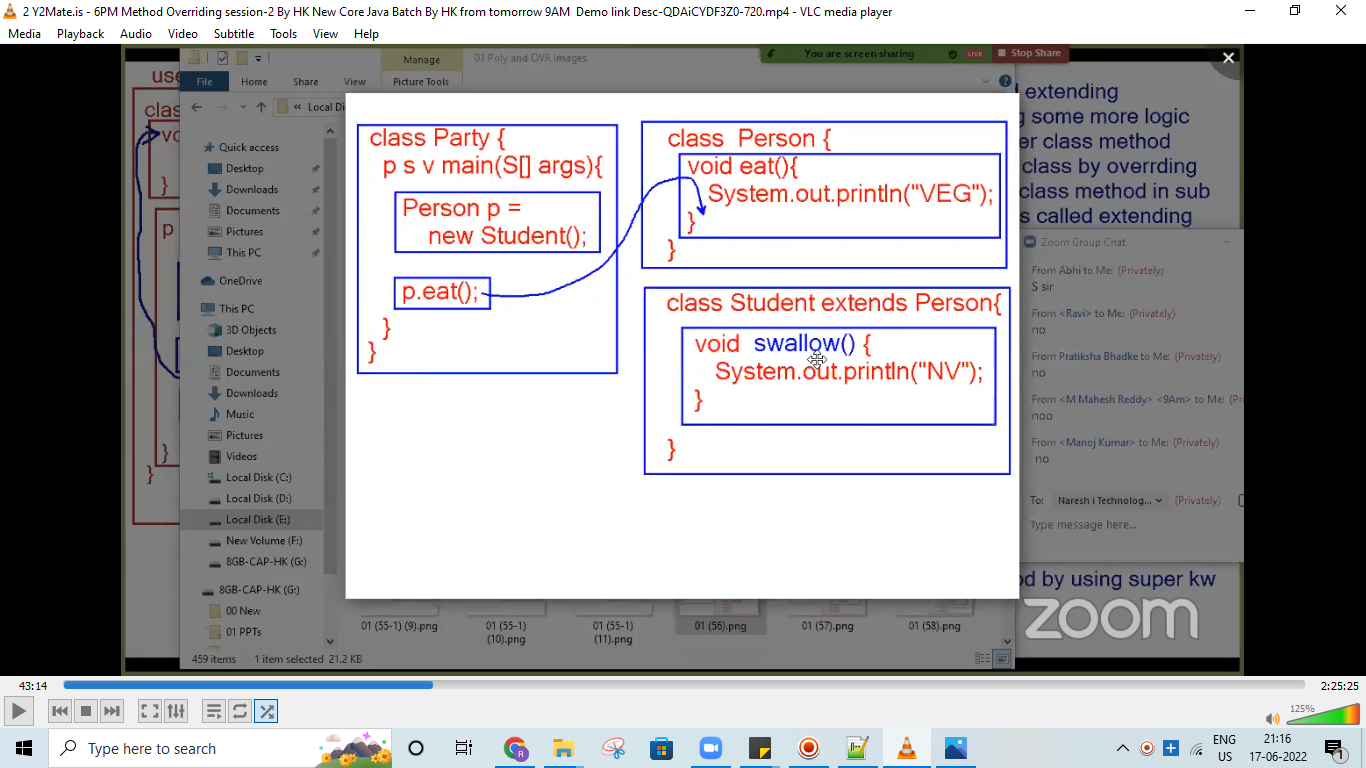 2 Y2Mate.is - 6PM Method Overriding session-2 By HK New Core Java Batch By HK from tomorrow 9AM  Demo link Desc-QDAiCYDF3Z0-720.mp4 - VLC media player
Media Playback Audio Video Subtitle Tools View Help
You are screen sharing LIVE Stop Share
Manage 01 Poly and OVR Images
File Home Share View Picture Tools
« Local Di
Quick access
Desktop
Downloads
Documents
Pictures
This PC
OneDrive
This PC
3D Objects
Desktop
Documents
Downloads
Music
Pictures
Videos
Local Disk (C:)
Local Disk (D:)
Local Disk (E:)
New Volume (F:)
8GB-CAP-HK (G:)
8GB-CAP-HK (G:)
00 New
01 PPTs
459 items 1 item selected 21.2 KB
use
clas
vo
}
p
}
}
class Party {
p s v main(S[] args){
Person p =
new Student();
p.eat();
}
}
class  Person {
void eat(){
System.out.println("VEG");
}
}
class Student extends Person{
void  swallow() {
System.out.println("NV");
}
}
01 (55-1) (9).png
01 (55-1) (10).png
01 (55-1) (11).png
01 (56).png
01 (57).png
01 (58).png
extending
some more logic
er class method
class by overrding
class method in sub
s called extending
Zoom Group Chat
From Abhi to Me: (Privately)
S sir
From <Ravi> to Me: (Privately)
no
From Pratiksha Bhadke to Me: (Privately)
no
From <M Mahesh Reddy> <9Am> to Me: (Pri
noo
From <Manoj Kumar> to Me: (Privately)
no
To: Naresh i Technolog... (Privately)
Type message here...
od by using super kw
zoom
43:14 2:25:25
125%
Type here to search
ENG
US
21:16
17-06-2022
1